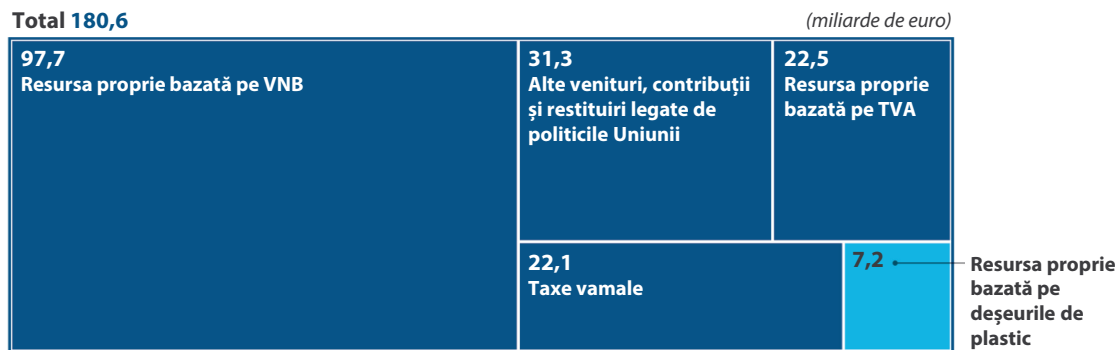 Total 180,6
(miliarde de euro)
97,7
Resursa proprie bazată pe VNB
31,3
Alte venituri, contribuții
și restituiri legate de
politicile Uniunii
22,5
Resursa proprie
bazată pe TVA
22,1
Taxe vamale
7,2
Resursa proprie
bazată pe
deșeurile de
plastic